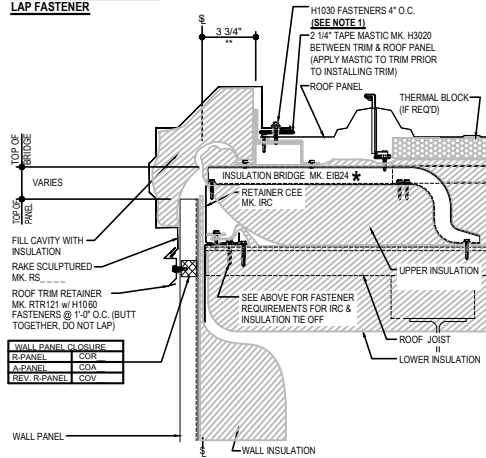 LAP FASTENER
℄
3 3/4"
**
H1030 FASTENERS 4" O.C.
(SEE NOTE 1)
2 1/4" TAPE MASTIC MK. H3020
BETWEEN TRIM & ROOF PANEL
(APPLY MASTIC TO TRIM PRIOR
TO INSTALLING TRIM)
ROOF PANEL
THERMAL BLOCK
(IF REQ'D)
TOP OF
BRIDGE
VARIES
TOP OF
PANEL
INSULATION BRIDGE MK. EIB24 *
RETAINER CEE
MK. IRC
FILL CAVITY WITH
INSULATION
RAKE SCULPTURED
MK. RS_ _ _ _
ROOF TRIM RETAINER
MK. RTR121 w/ H1060
FASTENERS @ 1'-0" O.C. (BUTT
TOGETHER, DO NOT LAP)
UPPER INSULATION
SEE ABOVE FOR FASTENER
REQUIREMENTS FOR IRC &
INSULATION TIE OFF
ROOF JOIST
LOWER INSULATION
WALL PANEL CLOSURE
R-PANEL COR_
A-PANEL COA_
REV. R-PANEL COV_
WALL PANEL
WALL INSULATION
℄